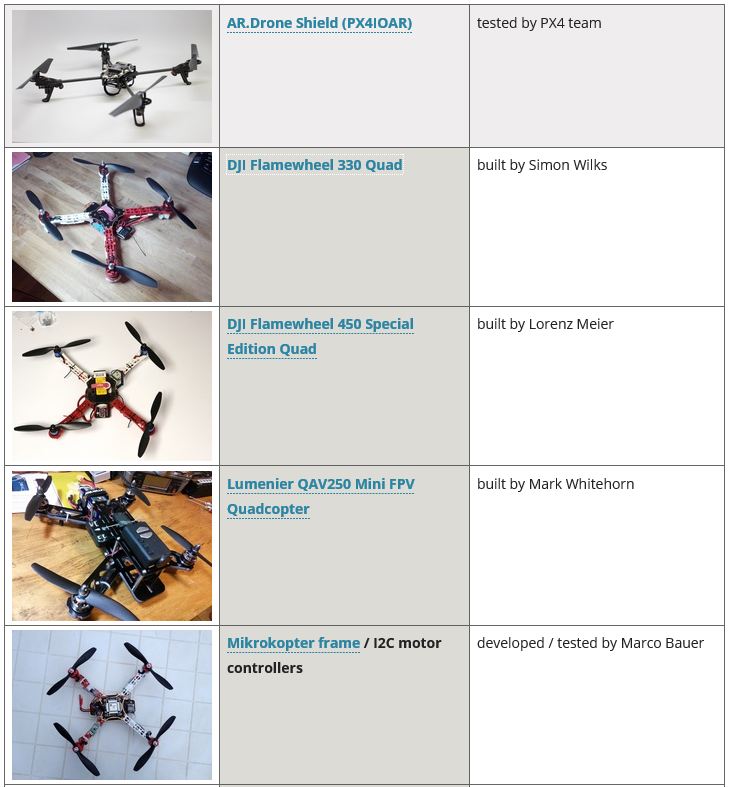 AR.Drone Shield (PX4IOAR)
tested by PX4 team
DJI Flamewheel 330 Quad
built by Simon Wilks
DJI Flamewheel 450 Special
Edition Quad
built by Lorenz Meier
Lumenier QAV250 Mini FPV
Quadcopter
built by Mark Whitehorn
Mikrokopter frame / I2C motor
controllers
developed / tested by Marco Bauer